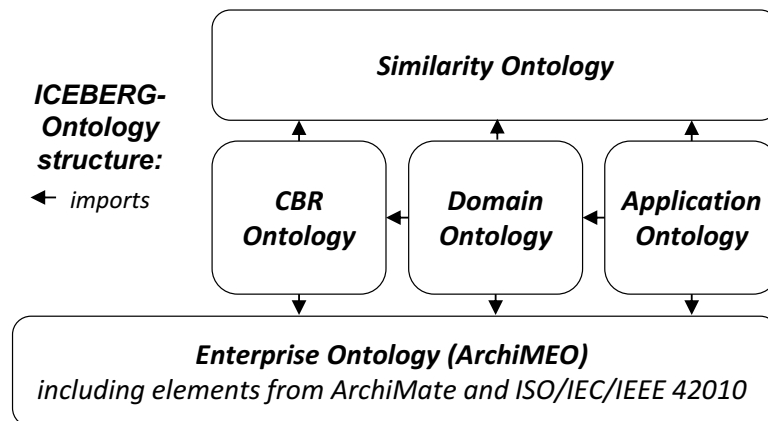 Similarity Ontology
ICEBERG-
Ontology
structure:
imports
CBR
Ontology
Domain
Ontology
Application
Ontology
Enterprise Ontology (ArchiMEO)
including elements from ArchiMate and ISO/IEC/IEEE 42010